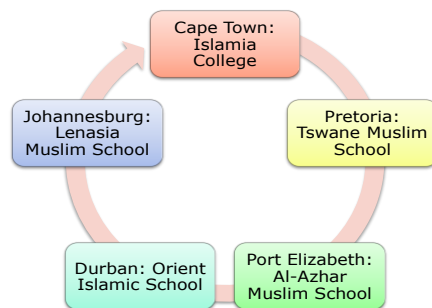 Cape Town:
Islamia
College
Pretoria:
Tswane Muslim
School
Port Elizabeth:
Al-Azhar
Muslim School
Durban: Orient
Islamic School
Johannesburg:
Lenasia
Muslim School